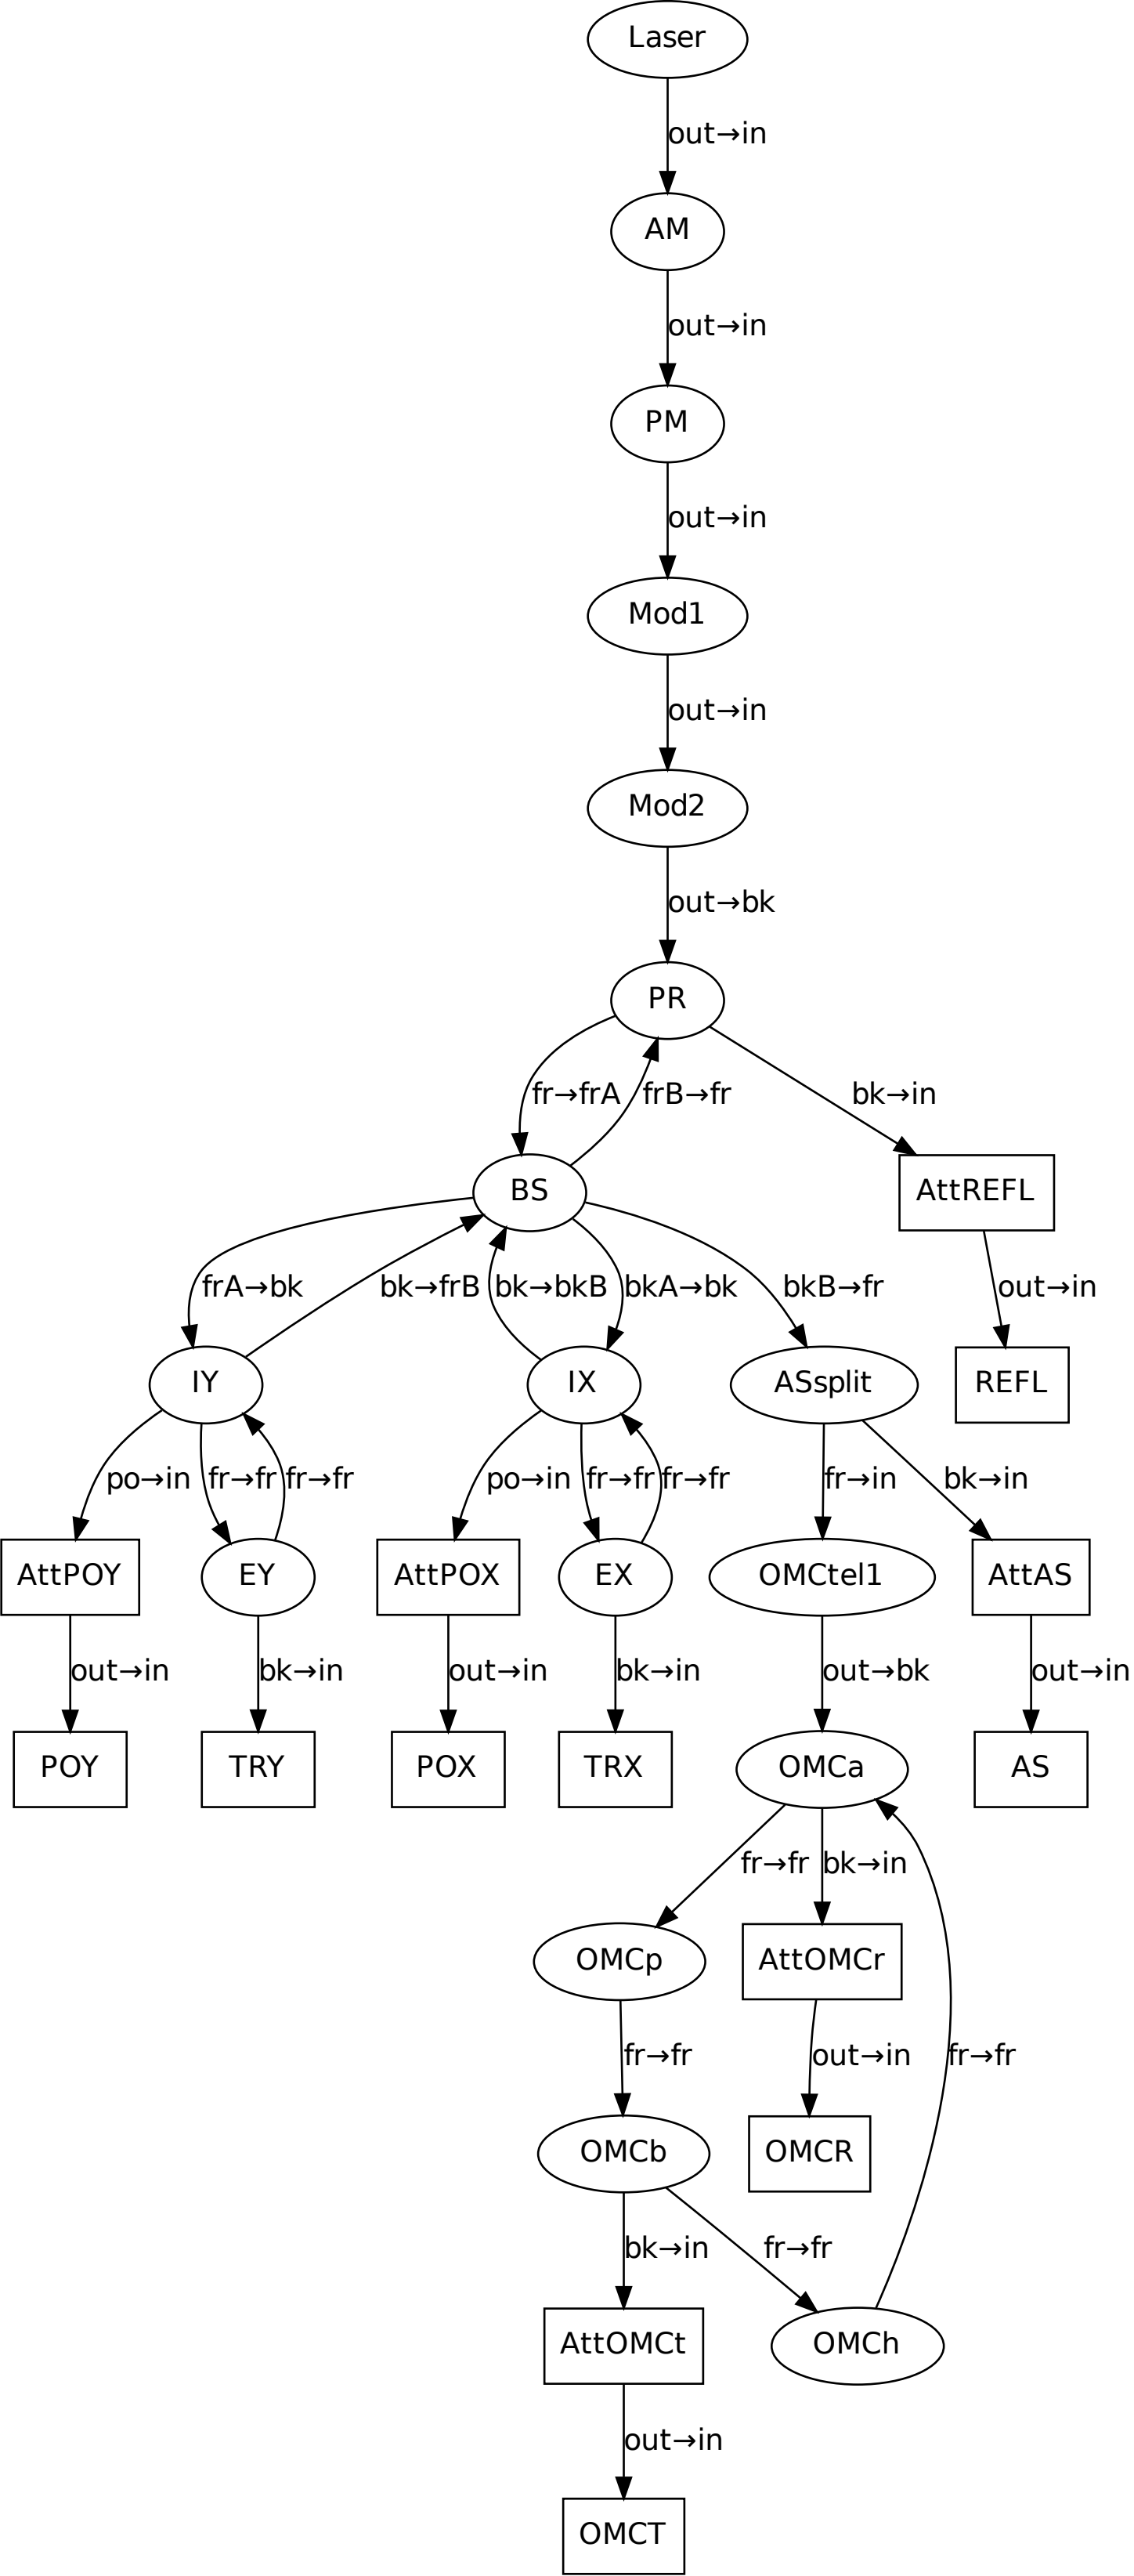 Laser
out→in
AM
out→in
PM
out→in
Mod1
out→in
Mod2
out→bk
PR
fr→frA
frB→fr
bk→in
BS
AttREFL
frA→bk
bk→frB
bk→bkB
bkA→bk
bkB→fr
out→in
IY
IX
ASsplit
REFL
po→in
fr→fr
fr→fr
po→in
fr→fr
fr→fr
fr→in
bk→in
AttPOY
EY
AttPOX
EX
OMCtel1
AttAS
out→in
bk→in
out→in
bk→in
out→bk
out→in
POY
TRY
POX
TRX
OMCa
AS
fr→fr
bk→in
OMCp
AttOMCr
fr→fr
out→in
fr→fr
OMCb
OMCR
bk→in
fr→fr
AttOMCt
OMCh
out→in
OMCT